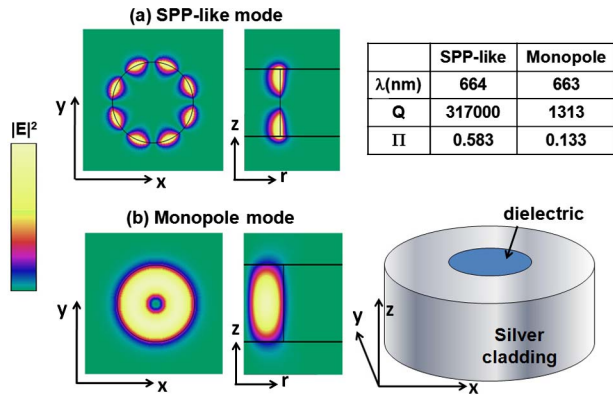 (a) SPP-like mode
y
x
z
r
|E|²
SPP-like Monopole
λ(nm) 664 663
Q 317000 1313
Π 0.583 0.133
(b) Monopole mode
y
x
z
r
dielectric
z
y
x
Silver
cladding